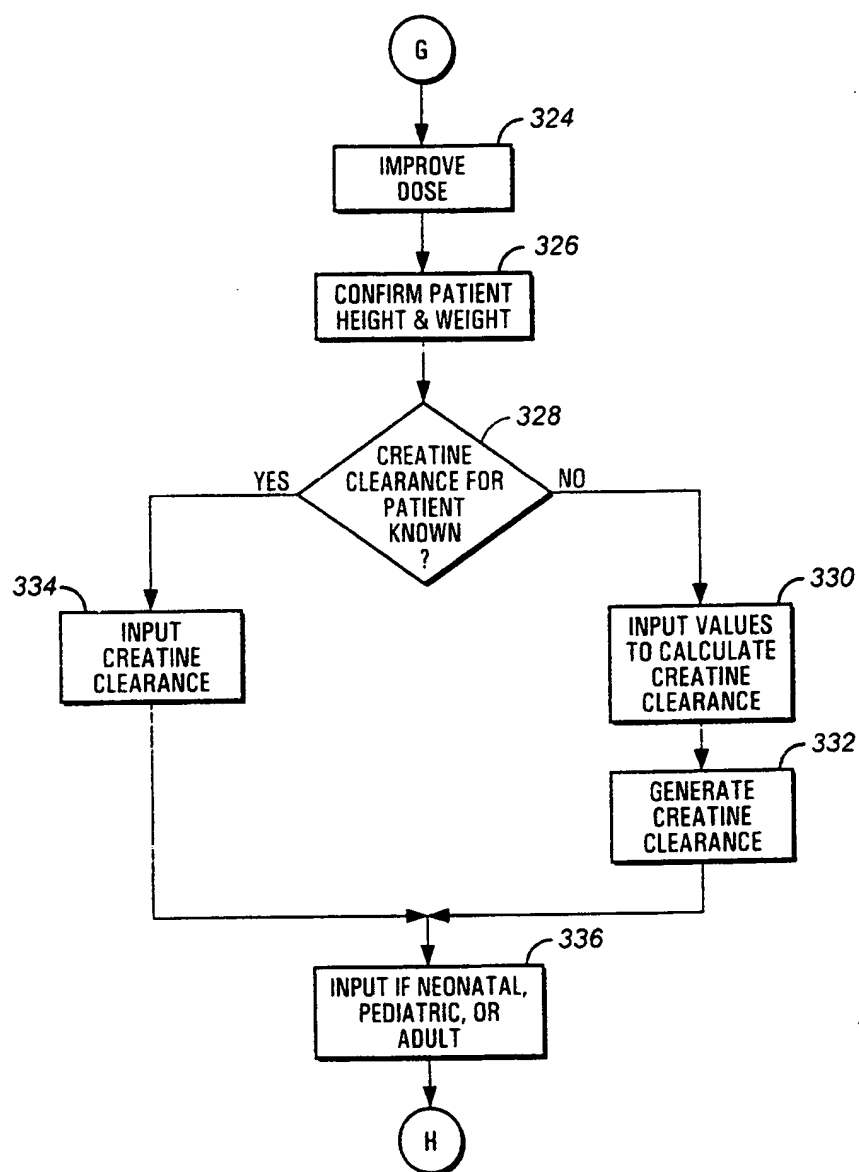 G
324
IMPROVE
DOSE
326
CONFIRM PATIENT
HEIGHT & WEIGHT
328
CREATINE
CLEARANCE FOR
PATIENT
KNOWN
?
YES
NO
334
INPUT
CREATINE
CLEARANCE
330
INPUT VALUES
TO CALCULATE
CREATINE
CLEARANCE
332
GENERATE
CREATINE
CLEARANCE
336
INPUT IF NEONATAL,
PEDIATRIC, OR
ADULT
H